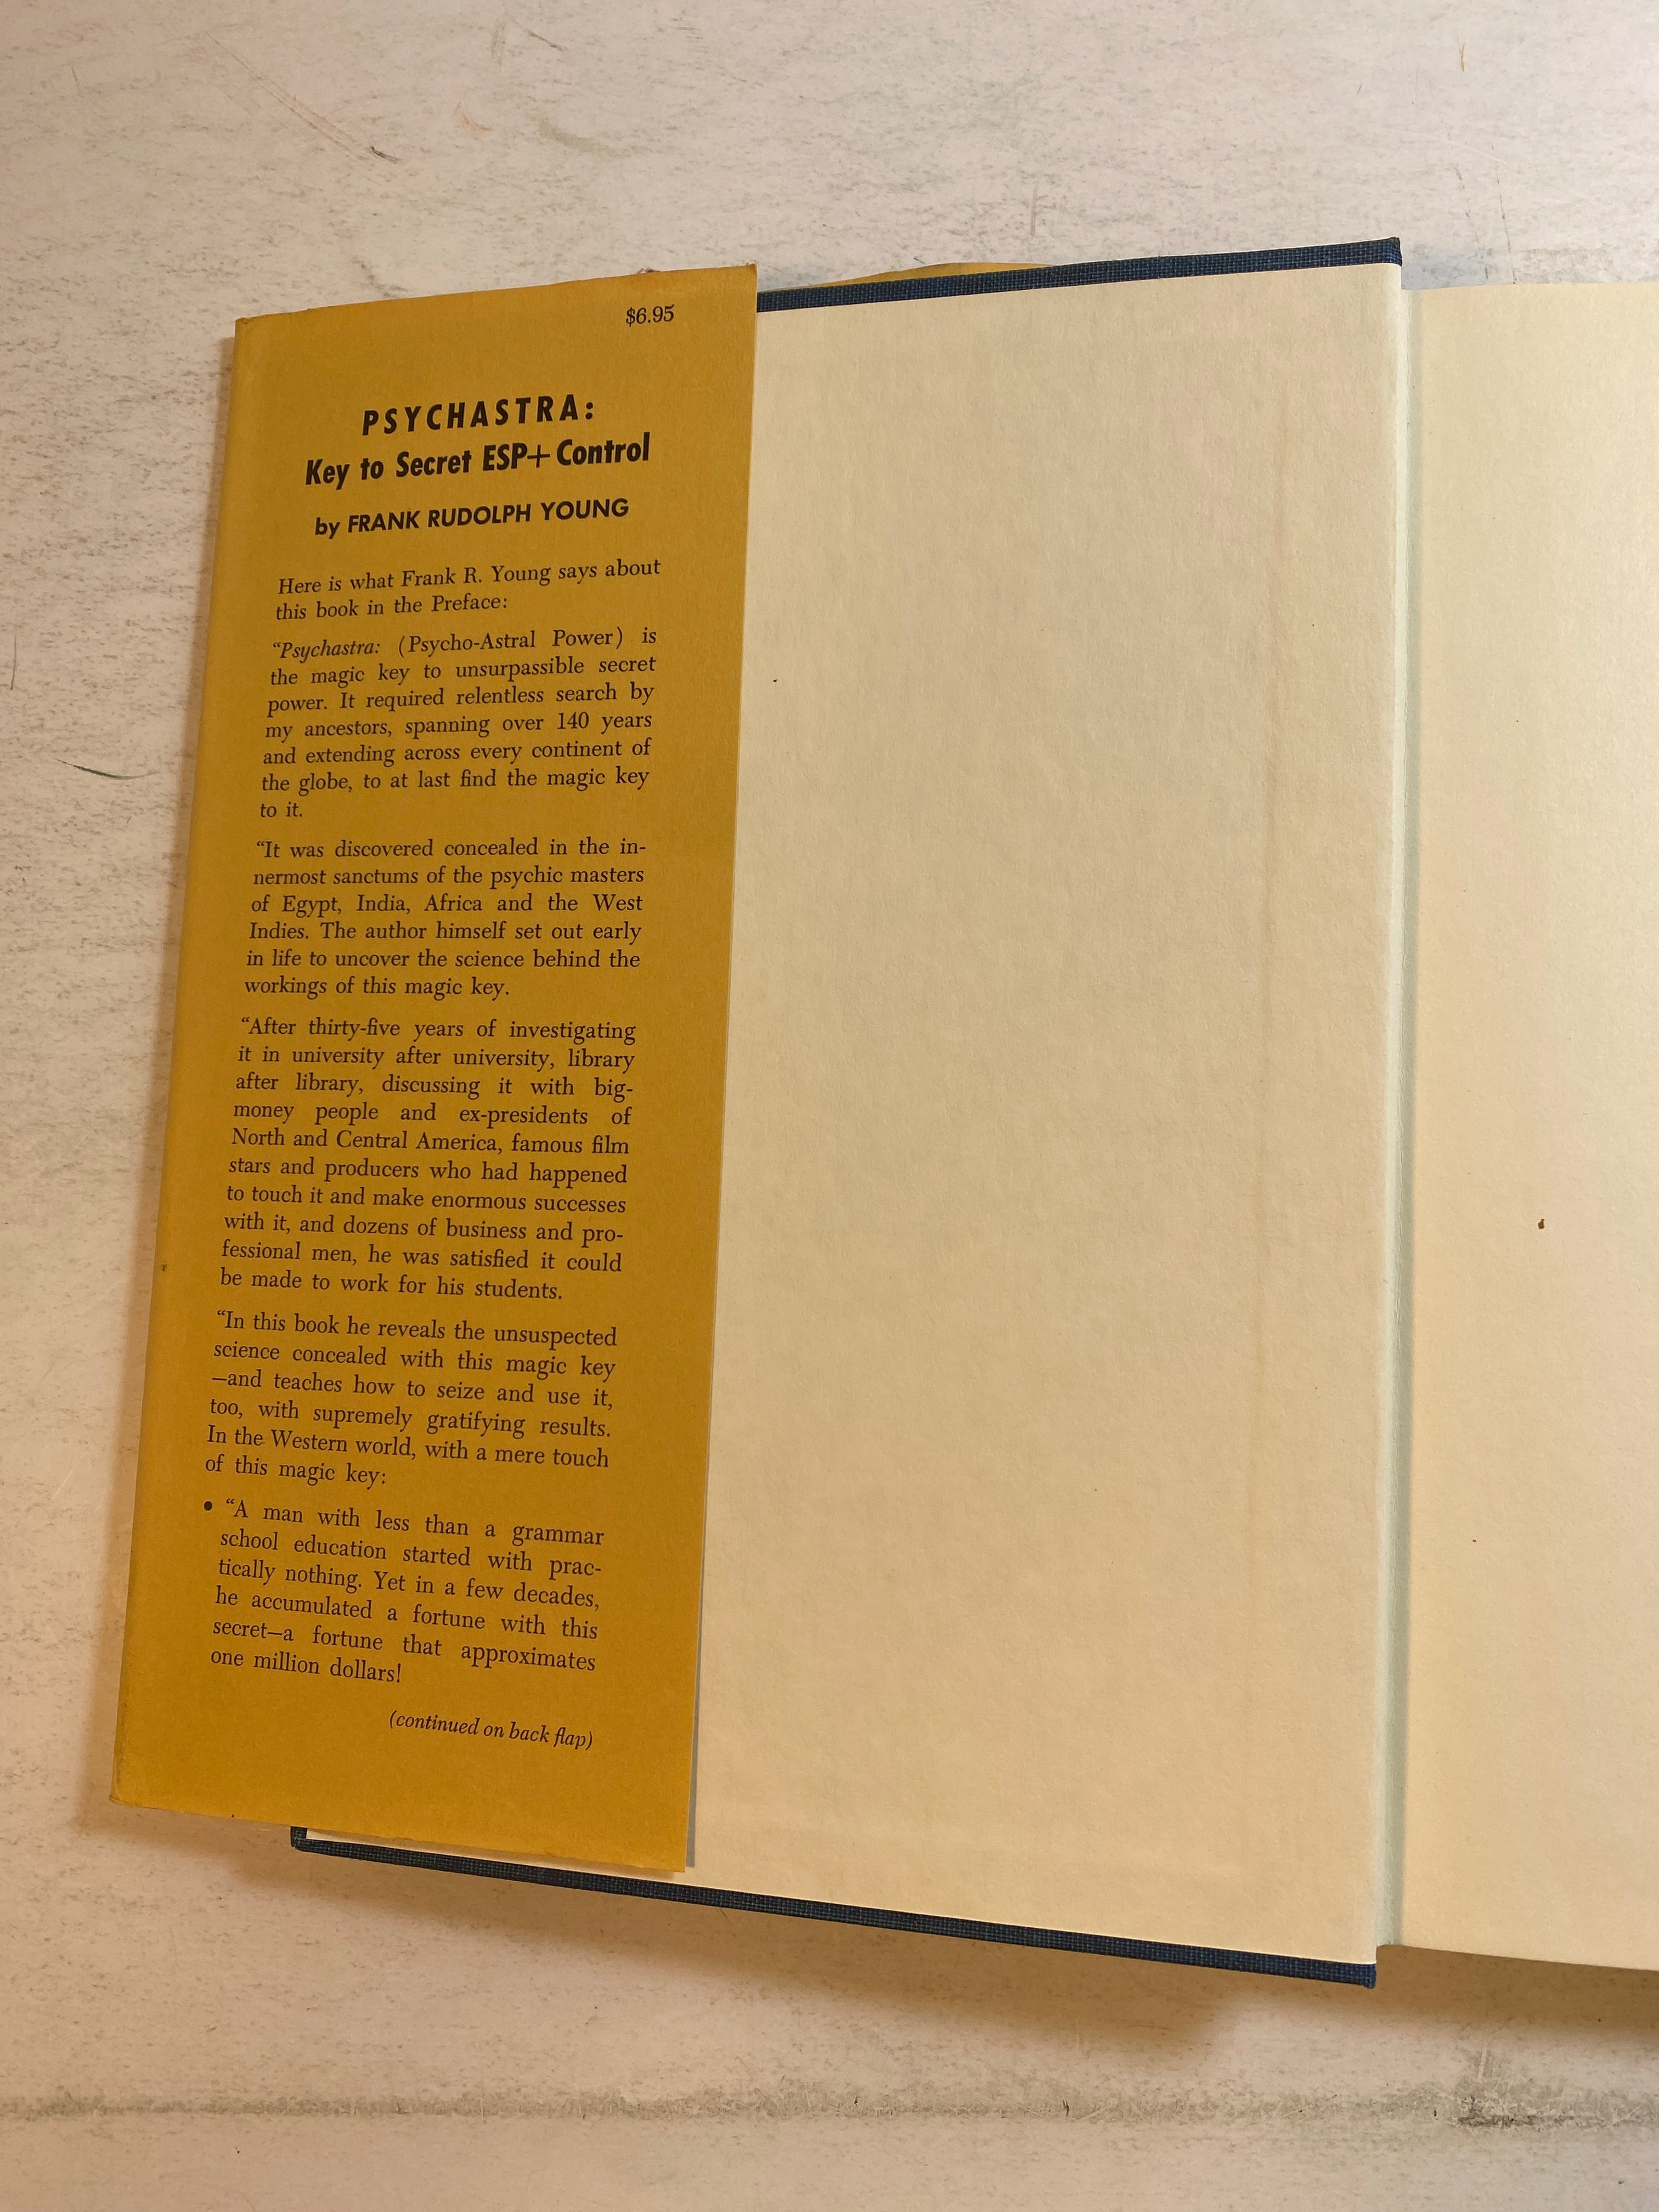 $6.95
PSYCHASTRA:
Key to Secret ESP+ Control
by FRANK RUDOLPH YOUNG
Here is what Frank R. Young says about
this book in the Preface:
“Psychastra: (Psycho-Astral Power) is
the magic key to unsurpassible secret
power. It required relentless search by
my ancestors, spanning over 140 years
and extending across every continent of
the globe, to at last find the magic key
to it.
“It was discovered concealed in the in-
nermost sanctums of the psychic masters
of Egypt, India, Africa and the West
Indies. The author himself set out early
in life to uncover the science behind the
workings of this magic key.
“After thirty-five years of investigating
it in university after university, library
after library, discussing it with big-
money people and ex-presidents of
North and Central America, famous film
stars and producers who had happened
to touch it and make enormous successes
with it, and dozens of business and pro-
fessional men, he was satisfied it could
be made to work for his students.
“In this book he reveals the unsuspected
science concealed with this magic key
—and teaches how to seize and use it,
too, with supremely gratifying results.
In the Western world, with a mere touch
of this magic key:
• “A man with less than a grammar
school education started with prac-
tically nothing. Yet in a few decades,
he accumulated a fortune with this
secret—a fortune that approximates
one million dollars!
(continued on back flap)